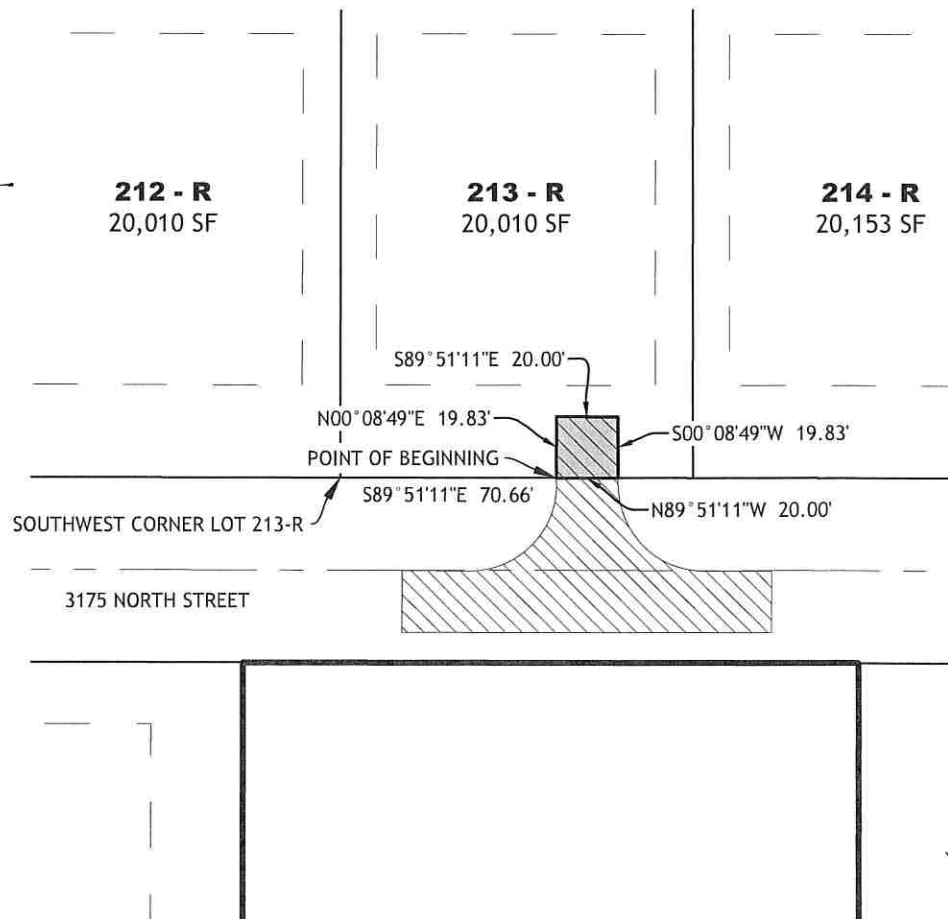 212 - R
20,010 SF
213 - R
20,010 SF
214 - R
20,153 SF
S89°51'11"E 20.00'
N00°08'49"E 19.83'
S00°08'49"W 19.83'
POINT OF BEGINNING
S89°51'11"E 70.66'
N89°51'11"W 20.00'
SOUTHWEST CORNER LOT 213-R
3175 NORTH STREET